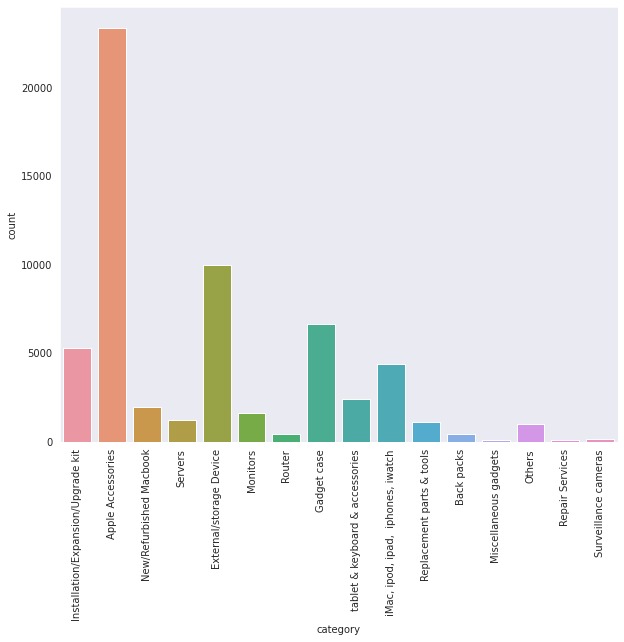 20000
15000
10000
5000
0
count
Installation/Expansion/Upgrade kit
Apple Accessories
New/Refurbished Macbook
Servers
External/storage Device
Monitors
Router
Gadget case
tablet & keyboard & accessories
iMac, ipod, ipad,  iphones, iwatch
Replacement parts & tools
Back packs
Miscellaneous gadgets
Others
Repair Services
Surveillance cameras
category